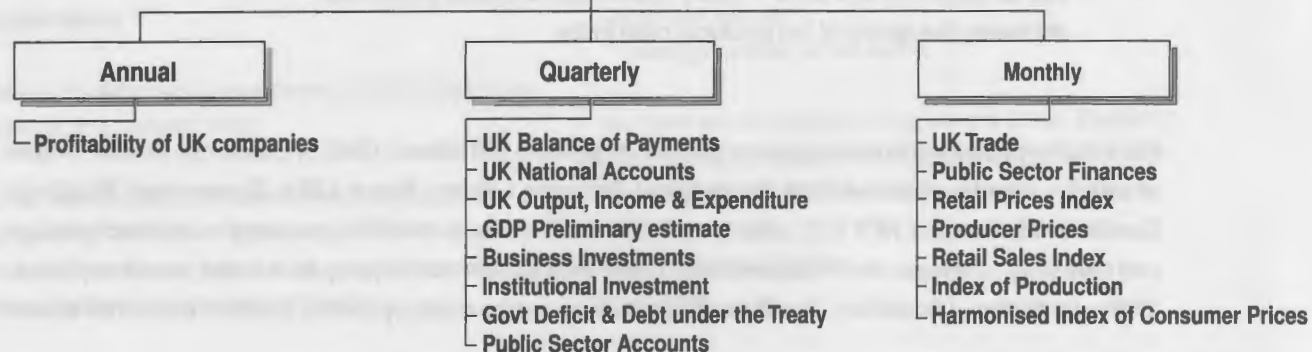 Annual
Profitability of UK companies
Quarterly
UK Balance of Payments
UK National Accounts
UK Output, Income & Expenditure
GDP Preliminary estimate
Business Investments
Institutional Investment
Govt Deficit & Debt under the Treaty
Public Sector Accounts
Monthly
UK Trade
Public Sector Finances
Retail Prices Index
Producer Prices
Retail Sales Index
Index of Production
Harmonised Index of Consumer Prices